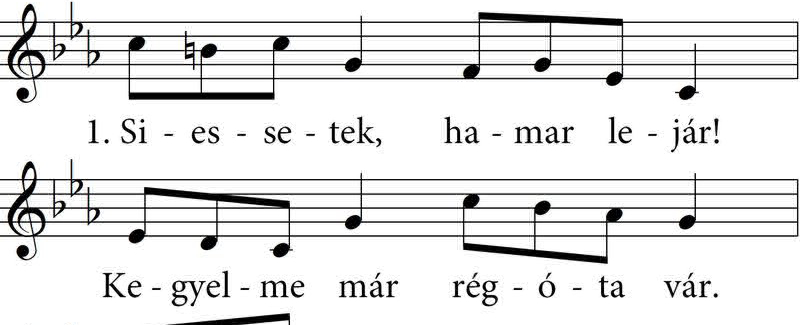 1. Si - es - se - tek, ha - mar le - jár!
Ke - gyel - me már rég - ó - ta vár.